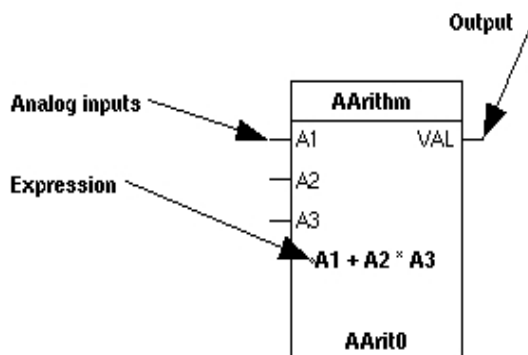 Output
AArithm
Analog inputs
A1 VAL
A2
Expression
A3
A1 + A2 * A3
AArit0